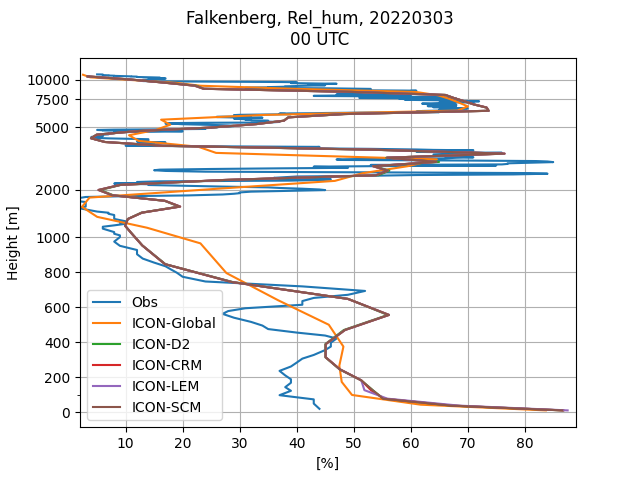 Falkenberg, Rel_hum, 20220303
00 UTC
Height [m]
10000
7500
5000
2000
1000
800
600
400
200
0
Obs
ICON-Global
ICON-D2
ICON-CRM
ICON-LEM
ICON-SCM
10 20 30 40 50 60 70 80
[%]